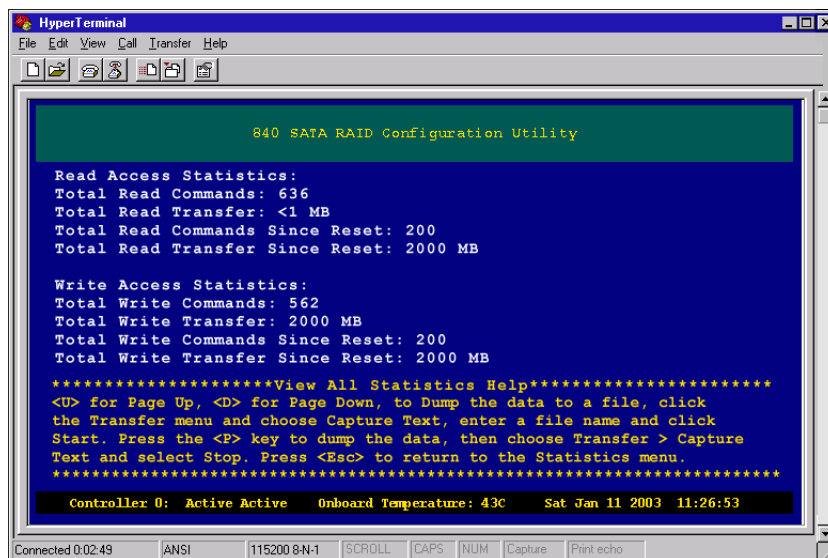 HyperTerminal
File Edit View Call Transfer Help
840 SATA RAID Configuration Utility
Read Access Statistics:
Total Read Commands: 636
Total Read Transfer: <1 MB
Total Read Commands Since Reset: 200
Total Read Transfer Since Reset: 2000 MB
Write Access Statistics:
Total Write Commands: 562
Total Write Transfer: 2000 MB
Total Write Commands Since Reset: 200
Total Write Transfer Since Reset: 2000 MB
**********************View All Statistics Help************************
<U> for Page Up, <D> for Page Down, to Dump the data to a file, click
the Transfer menu and choose Capture Text, enter a file name and click
Start. Press the <P> key to dump the data, then choose Transfer > Capture
Text and select Stop. Press <Esc> to return to the Statistics menu.
*************************************************************************
Controller 0: Active Active Onboard Temperature: 43C Sat Jan 11 2003 11:26:53
Connected 0:02:49 ANSI 115200 8-N-1 SCROLL CAPS NUM Capture Print echo